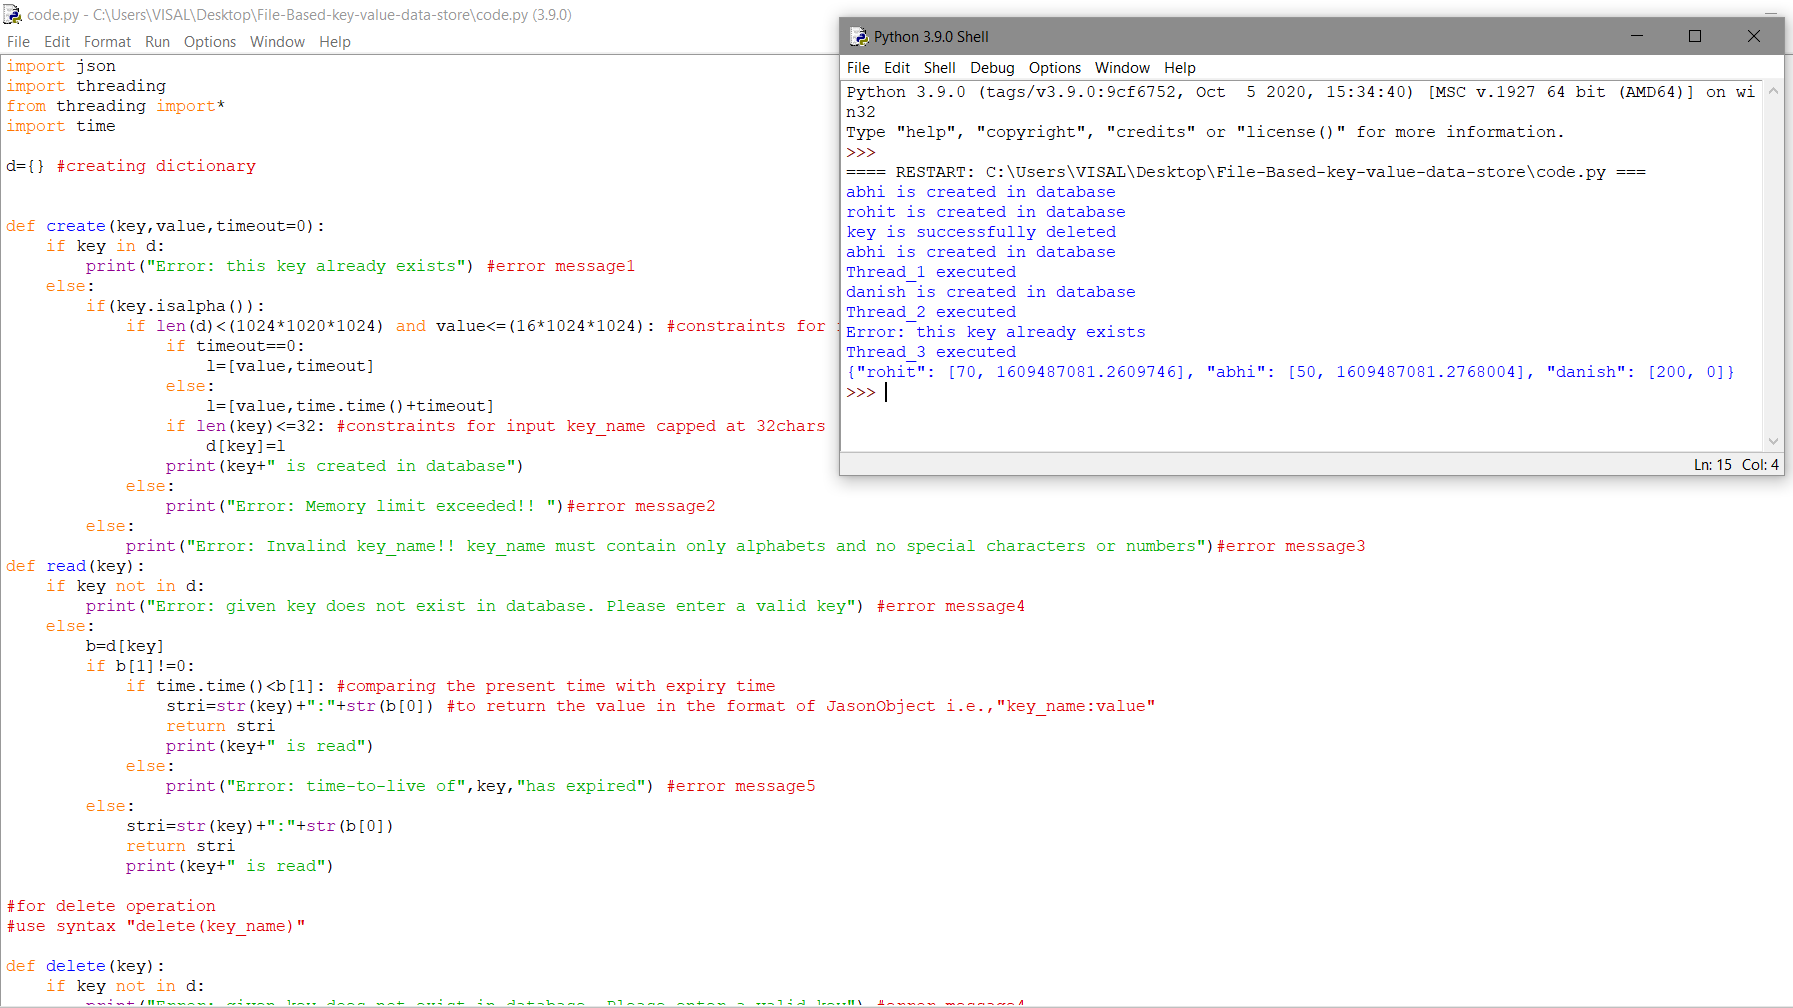 code.py - C:\Users\VISAL\Desktop\File-Based-key-value-data-store\code.py (3.9.0)
File Edit Format Run Options Window Help
import json
import threading
from threading import*
import time
d={} #creating dictionary
def create(key,value,timeout=0):
    if key in d:
        print("Error: this key already exists") #error message1
    else:
        if(key.isalpha()):
            if len(d)<(1024*1020*1024) and value<=(16*1024*1024): #constraints for
                if timeout==0:
                    l=[value,timeout]
                else:
                    l=[value,time.time()+timeout]
                if len(key)<=32: #constraints for input key_name capped at 32chars
                    d[key]=l
                print(key+" is created in database")
            else:
                print("Error: Memory limit exceeded!! ")#error message2
        else:
            print("Error: Invalind key_name!! key_name must contain only alphabets and no special characters or numbers")#error message3
def read(key):
    if key not in d:
        print("Error: given key does not exist in database. Please enter a valid key") #error message4
    else:
        b=d[key]
        if b[1]!=0:
            if time.time()<b[1]: #comparing the present time with expiry time
                stri=str(key)+":"+str(b[0]) #to return the value in the format of JasonObject i.e.,"key_name:value"
                return stri
                print(key+" is read")
            else:
                print("Error: time-to-live of",key,"has expired") #error message5
        else:
            stri=str(key)+":"+str(b[0])
            return stri
            print(key+" is read")
#for delete operation
#use syntax "delete(key_name)"
def delete(key):
    if key not in d:
        print("Error: given key does not exist in database. Please enter a valid key") #error message4
Python 3.9.0 Shell
File Edit Shell Debug Options Window Help
Python 3.9.0 (tags/v3.9.0:9cf6752, Oct  5 2020, 15:34:40) [MSC v.1927 64 bit (AMD64)] on wi
n32
Type "help", "copyright", "credits" or "license()" for more information.
>>>
==== RESTART: C:\Users\VISAL\Desktop\File-Based-key-value-data-store\code.py ===
abhi is created in database
rohit is created in database
key is successfully deleted
abhi is created in database
Thread_1 executed
danish is created in database
Thread_2 executed
Error: this key already exists
Thread_3 executed
{"rohit": [70, 1609487081.2609746], "abhi": [50, 1609487081.2768004], "danish": [200, 0]}
>>>
Ln: 15 Col: 4